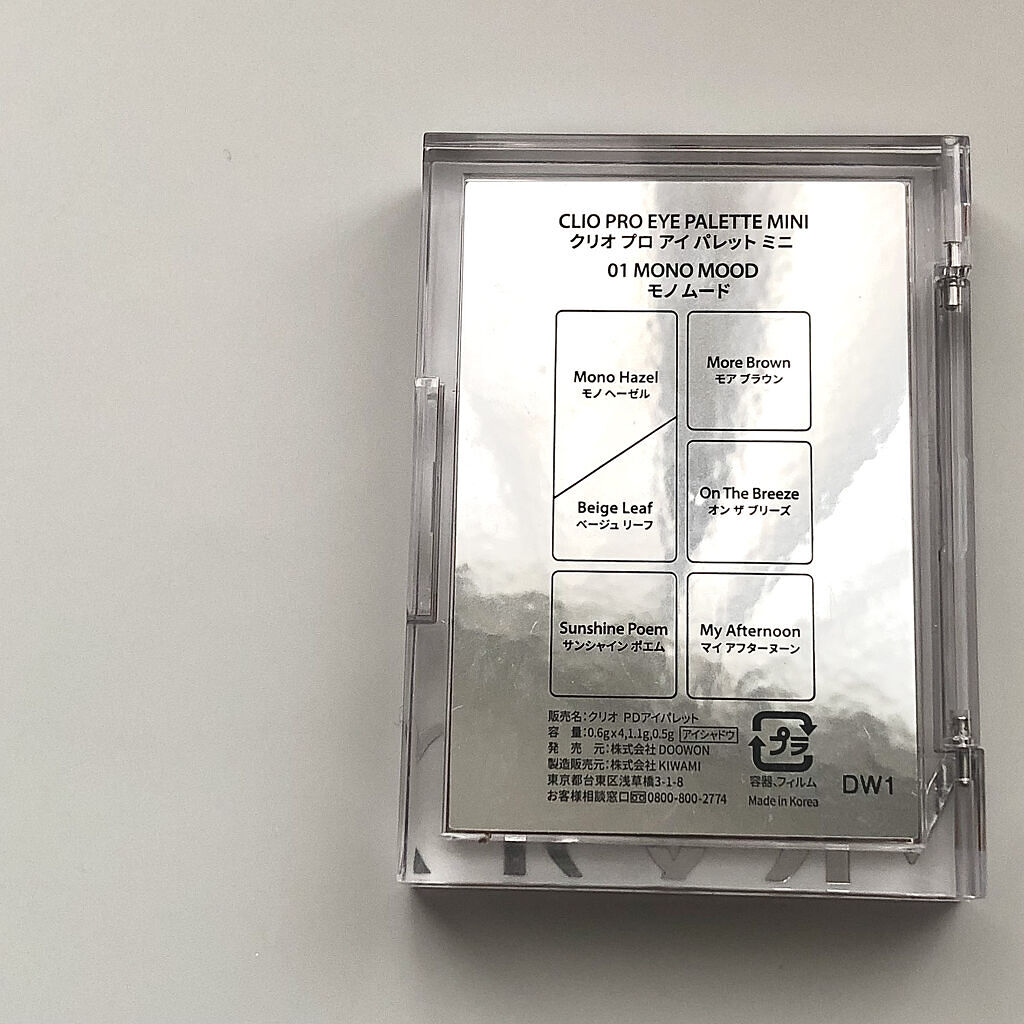 CLIO PRO EYE PALETTE MINI
クリオ プロ アイ パレット ミニ
01 MONO MOOD
モノ ムード
Mono Hazel
モノ ヘーゼル
More Brown
モア ブラウン
Beige Leaf
ベージュ リーフ
On The Breeze
オン ザ ブリーズ
Sunshine Poem
サンシャイン ポエム
My Afternoon
マイ アフターヌーン
販売名:クリオ PDアイパレット
容 量:0.6g×4,1.1g,0.5g アイシャドウ
発 売 元:株式会社 DOOWON
製造販売元:株式会社 KIWAMI
東京都台東区浅草橋3-1-8
お客様相談窓口 0800-800-2774
プラ
容器、フィルム
Made in Korea
DW1